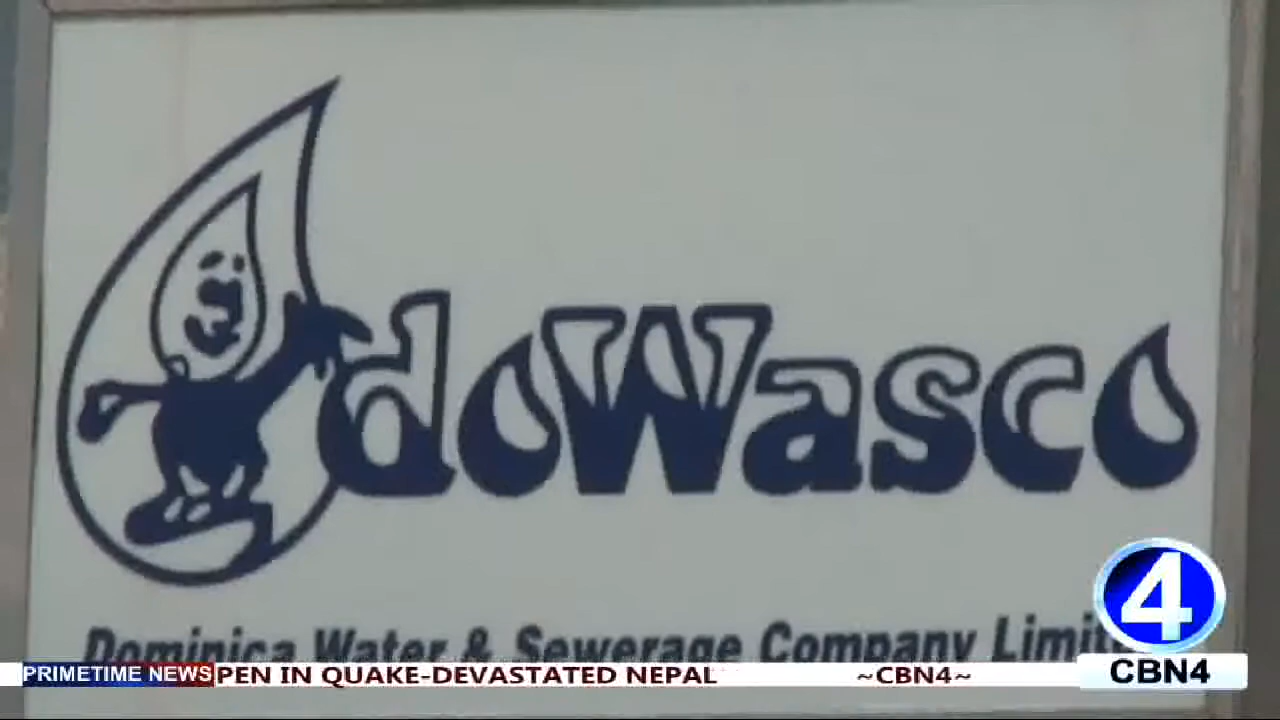 doWasco
Dominica Water & Sewerage Company Limit
4
CBN4
PRIMETIME NEWS
PEN IN QUAKE-DEVASTATED NEPAL ~CBN4~